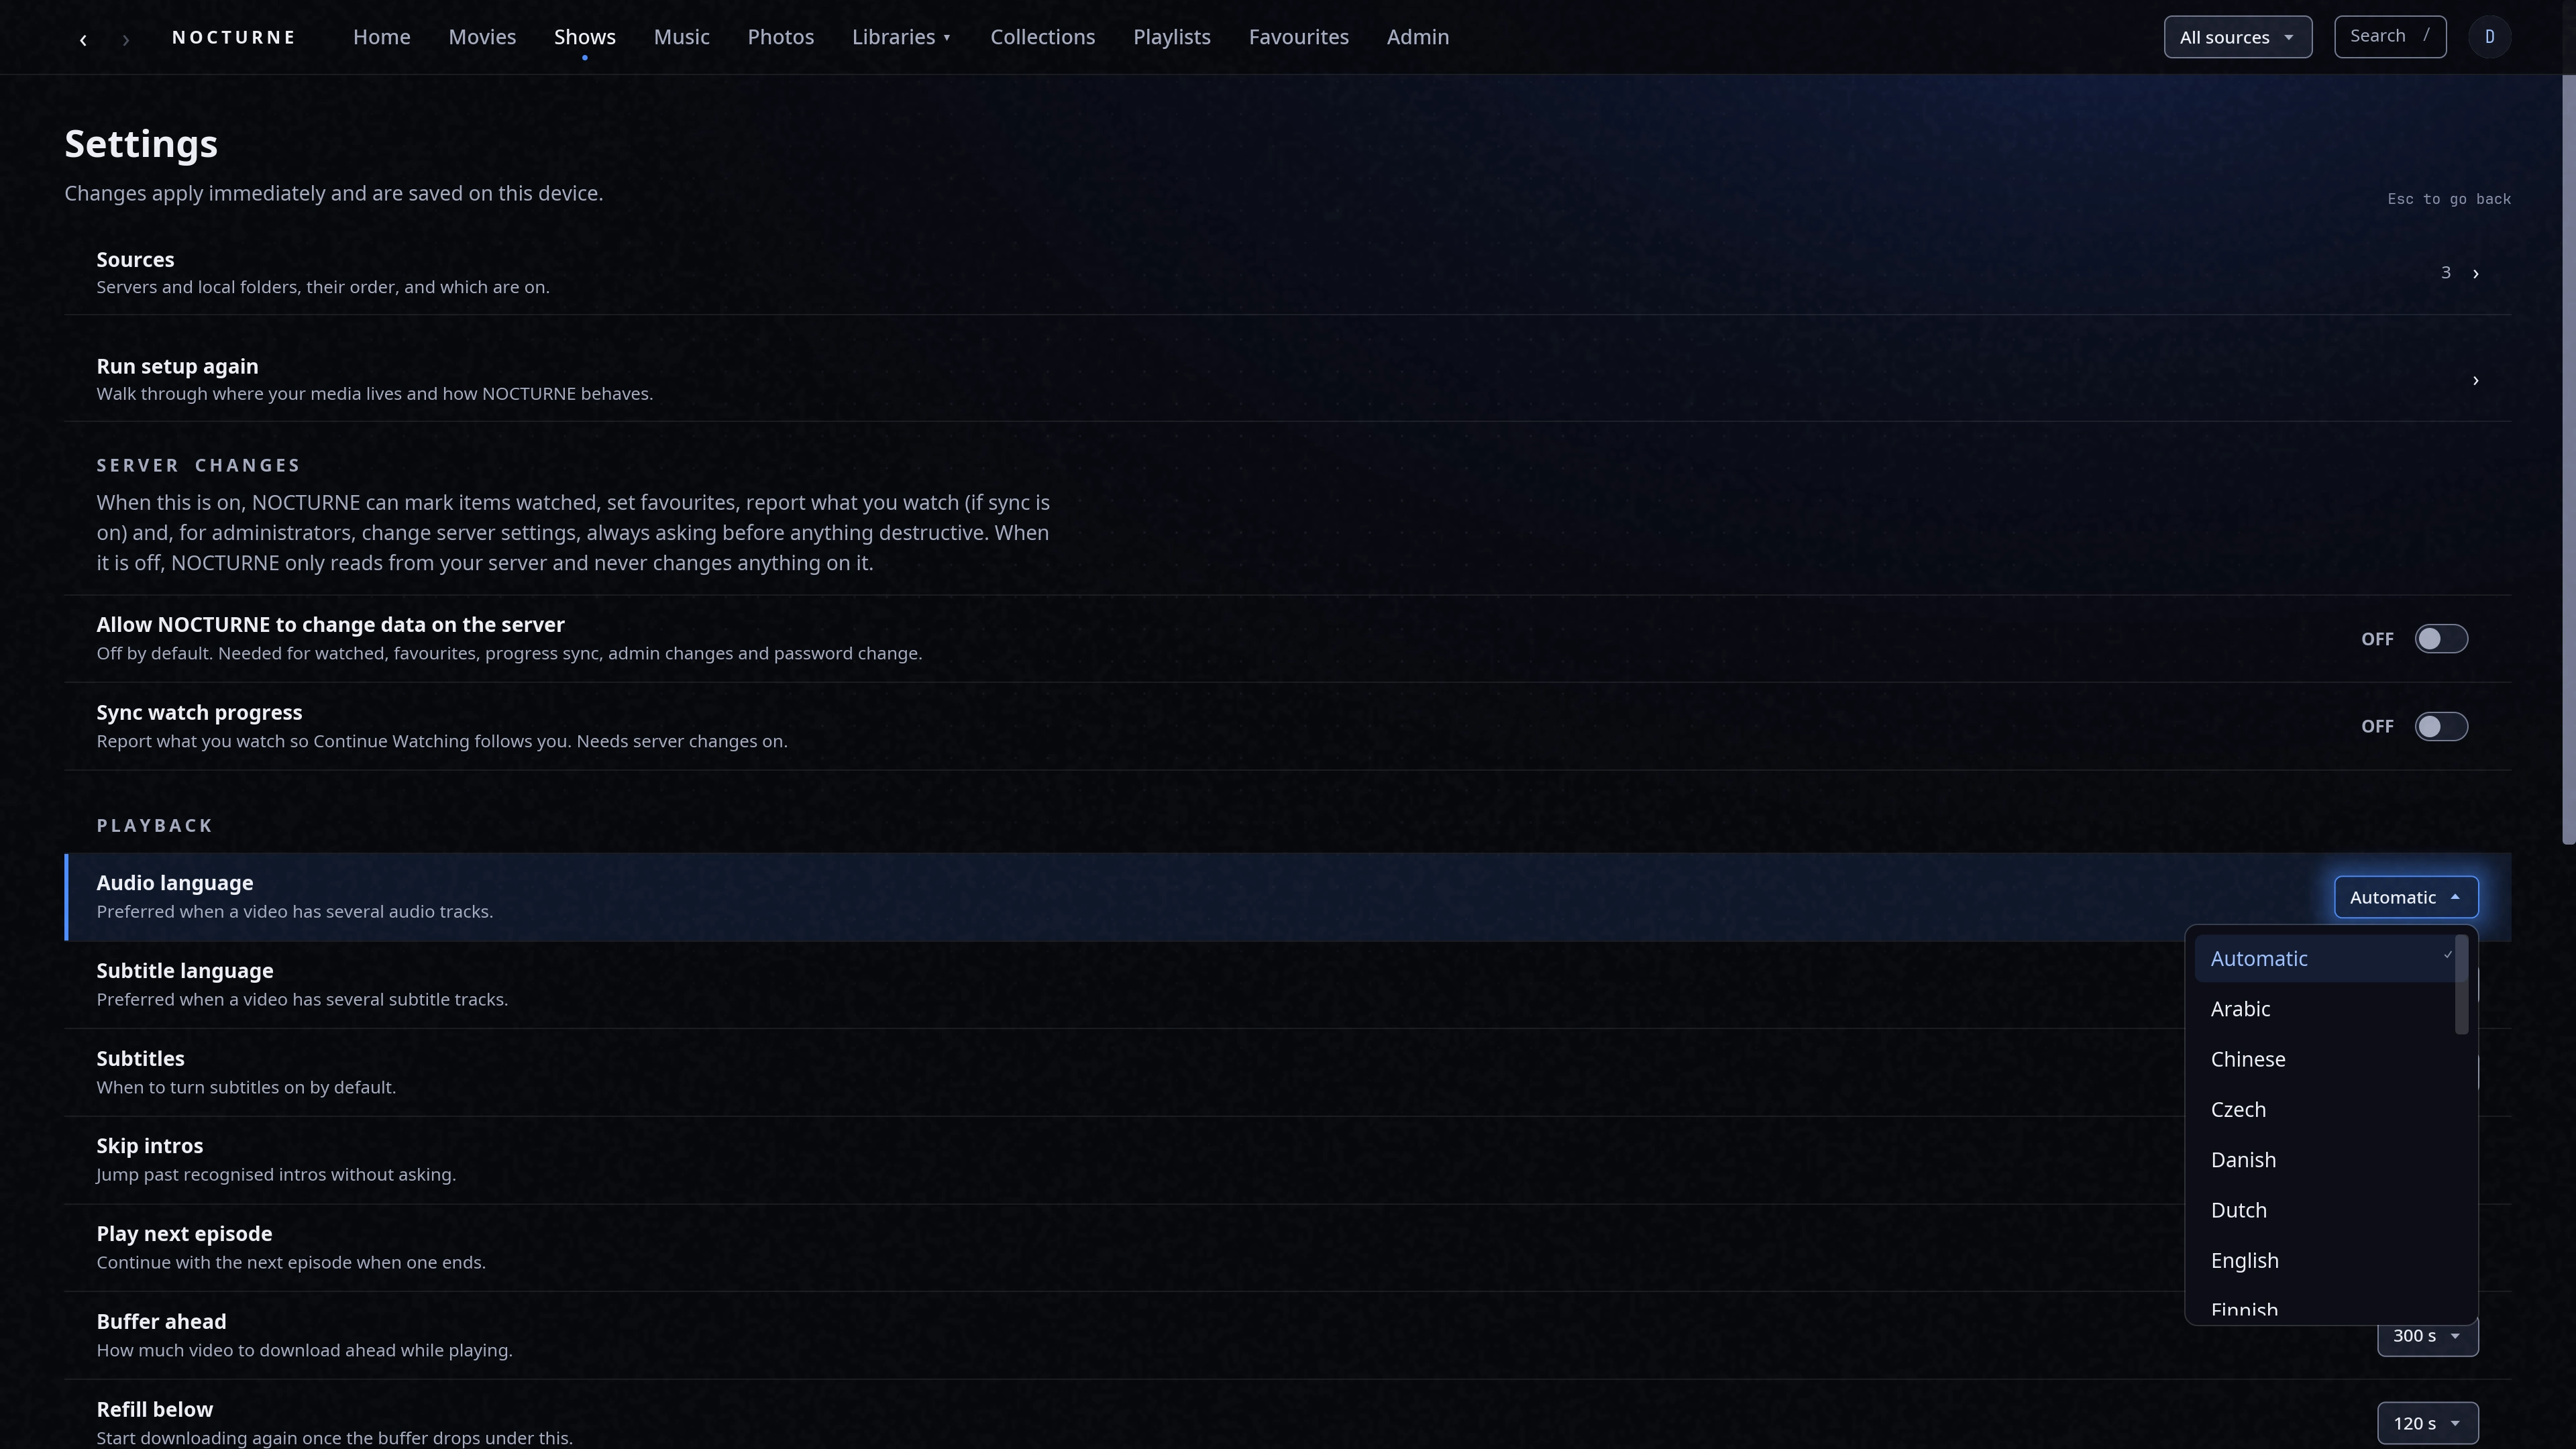 ‹ › NOCTURNE Home Movies Shows Music Photos Libraries ▾ Collections Playlists Favourites Admin All sources Search / D
Settings
Changes apply immediately and are saved on this device.
Esc to go back
Sources
Servers and local folders, their order, and which are on.
3 ›
Run setup again
Walk through where your media lives and how NOCTURNE behaves.
›
SERVER CHANGES
When this is on, NOCTURNE can mark items watched, set favourites, report what you watch (if sync is
on) and, for administrators, change server settings, always asking before anything destructive. When
it is off, NOCTURNE only reads from your server and never changes anything on it.
Allow NOCTURNE to change data on the server
Off by default. Needed for watched, favourites, progress sync, admin changes and password change.
OFF
Sync watch progress
Report what you watch so Continue Watching follows you. Needs server changes on.
OFF
PLAYBACK
Audio language
Preferred when a video has several audio tracks.
Automatic
Automatic ✓
Arabic
Chinese
Czech
Danish
Dutch
English
Finnish
Subtitle language
Preferred when a video has several subtitle tracks.
Subtitles
When to turn subtitles on by default.
Skip intros
Jump past recognised intros without asking.
Play next episode
Continue with the next episode when one ends.
Buffer ahead
How much video to download ahead while playing.
300 s
Refill below
Start downloading again once the buffer drops under this.
120 s